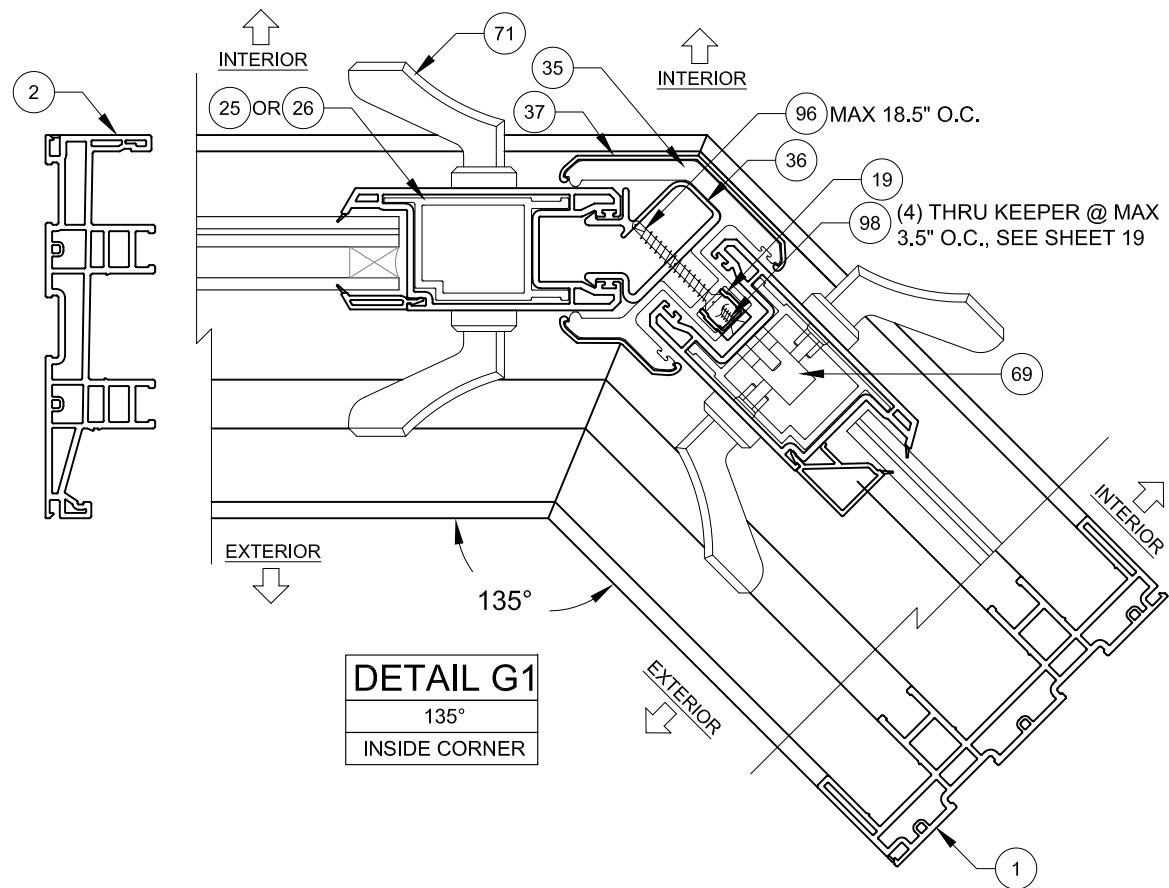 71
INTERIOR
INTERIOR
2
25 OR 26
35
37
96 MAX 18.5" O.C.
36
19
98 (4) THRU KEEPER @ MAX
3.5" O.C., SEE SHEET 19
69
INTERIOR
EXTERIOR
135°
EXTERIOR
DETAIL G1
135°
INSIDE CORNER
1